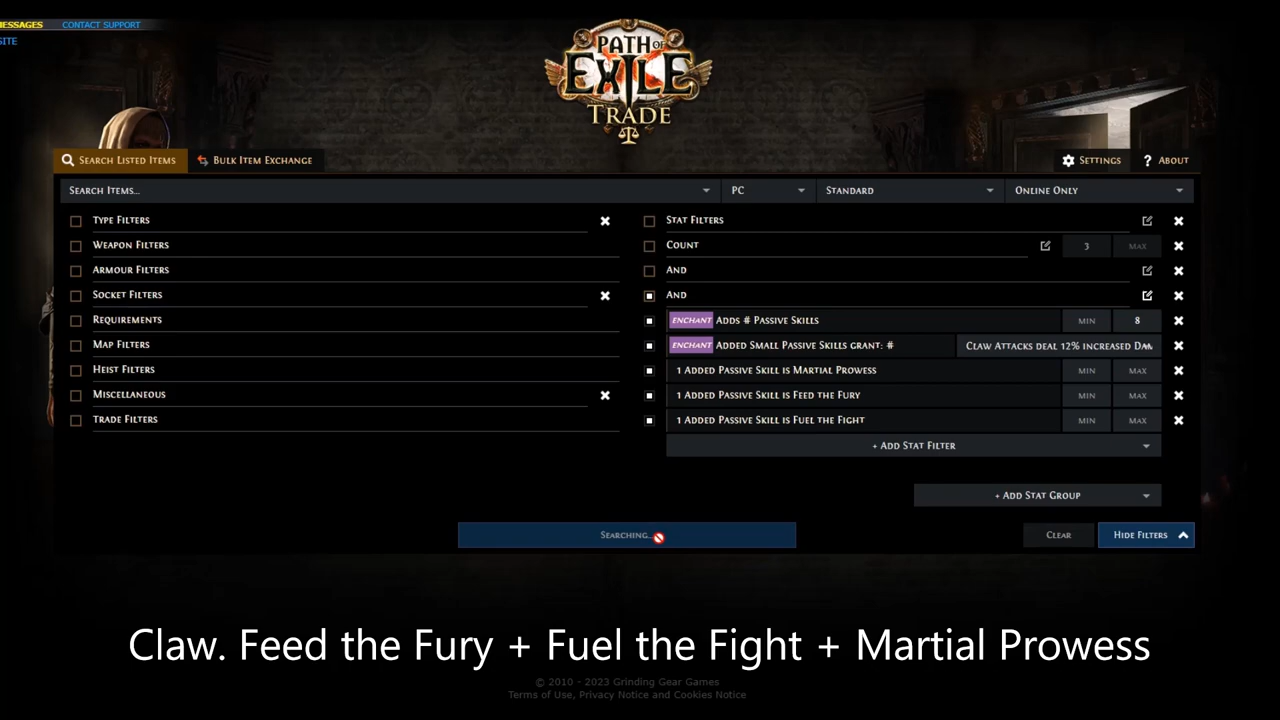 ESSAGES CONTACT SUPPORT
SITE
PATH OF
EXILE
TRADE
Search Listed Items
Bulk Item Exchange
Settings
? About
Search Items...
PC
Standard
Online Only
Type Filters
Weapon Filters
Armour Filters
Socket Filters
Requirements
Map Filters
Heist Filters
Miscellaneous
Trade Filters
Stat Filters
Count 3 MAX
And
And
ENCHANT Adds # Passive Skills MIN 8
ENCHANT Added Small Passive Skills grant: # Claw Attacks deal 12% increased
1 Added Passive Skill is Martial Prowess MIN MAX
1 Added Passive Skill is Feed the Fury MIN MAX
1 Added Passive Skill is Fuel the Fight MIN MAX
+ Add Stat Filter
+ Add Stat Group
Searching...
Clear
Hide Filters
Claw. Feed the Fury + Fuel the Fight + Martial Prowess
© 2010 - 2023 Grinding Gear Games
Terms of Use, Privacy Notice and Cookies Notice